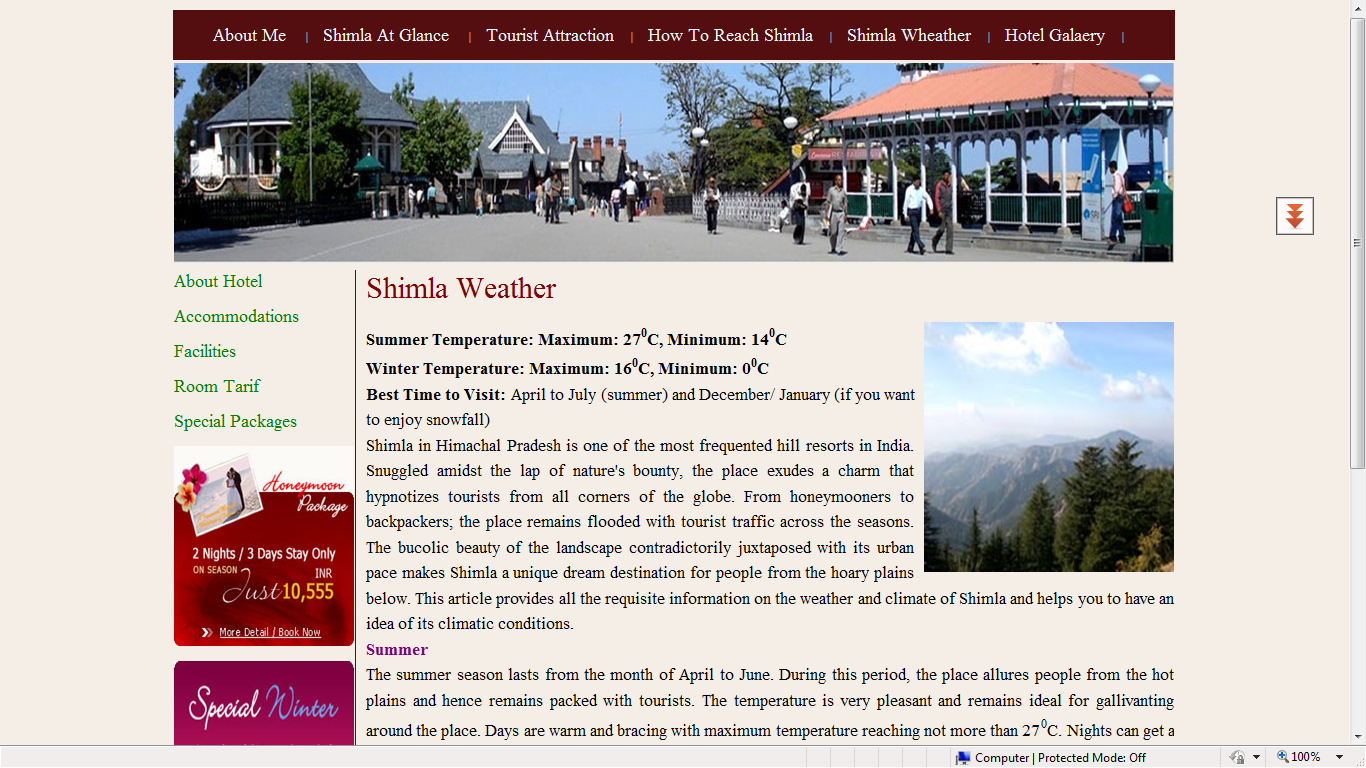 About Me | Shimla At Glance | Tourist Attraction | How To Reach Shimla | Shimla Wheather | Hotel Galaery |
About Hotel
Accommodations
Facilities
Room Tarif
Special Packages
Honeymoon
Package
2 Nights / 3 Days Stay Only
ON SEASON
INR
Just 10,555
More Detail / Book Now
Special Winter
Shimla Weather
Summer Temperature: Maximum: 27⁰C, Minimum: 14⁰C
Winter Temperature: Maximum: 16⁰C, Minimum: 0⁰C
Best Time to Visit: April to July (summer) and December/ January (if you want
to enjoy snowfall)
Shimla in Himachal Pradesh is one of the most frequented hill resorts in India.
Snuggled amidst the lap of nature's bounty, the place exudes a charm that
hypnotizes tourists from all corners of the globe. From honeymooners to
backpackers; the place remains flooded with tourist traffic across the seasons.
The bucolic beauty of the landscape contradictorily juxtaposed with its urban
pace makes Shimla a unique dream destination for people from the hoary plains
below. This article provides all the requisite information on the weather and climate of Shimla and helps you to have an
idea of its climatic conditions.
Summer
The summer season lasts from the month of April to June. During this period, the place allures people from the hot
plains and hence remains packed with tourists. The temperature is very pleasant and remains ideal for gallivanting
around the place. Days are warm and bracing with maximum temperature reaching not more than 27⁰C. Nights can get a
Computer | Protected Mode: Off
100%